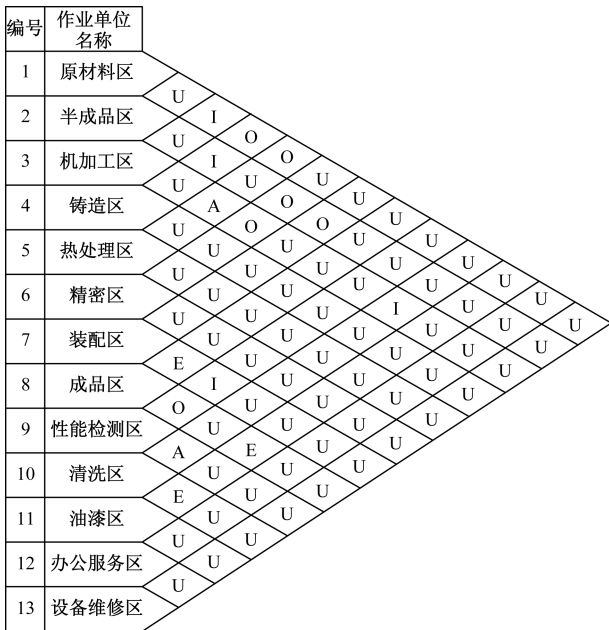 编号 作业单位
名称
1 原材料区 U I O O U U U U U U U U
2 半成品区 U I U O O U U U U U U
3 机加工区 U A O U U U I U U U
4 铸造区 U U U U U U U U U
5 热处理区 U U U U U U U U
6 精密区 U U U U U U U
7 装配区 E I U U U U
8 成品区 O U E U U
9 性能检测区 A U U U
10 清洗区 E U U
11 油漆区 U U
12 办公服务区 U
13 设备维修区